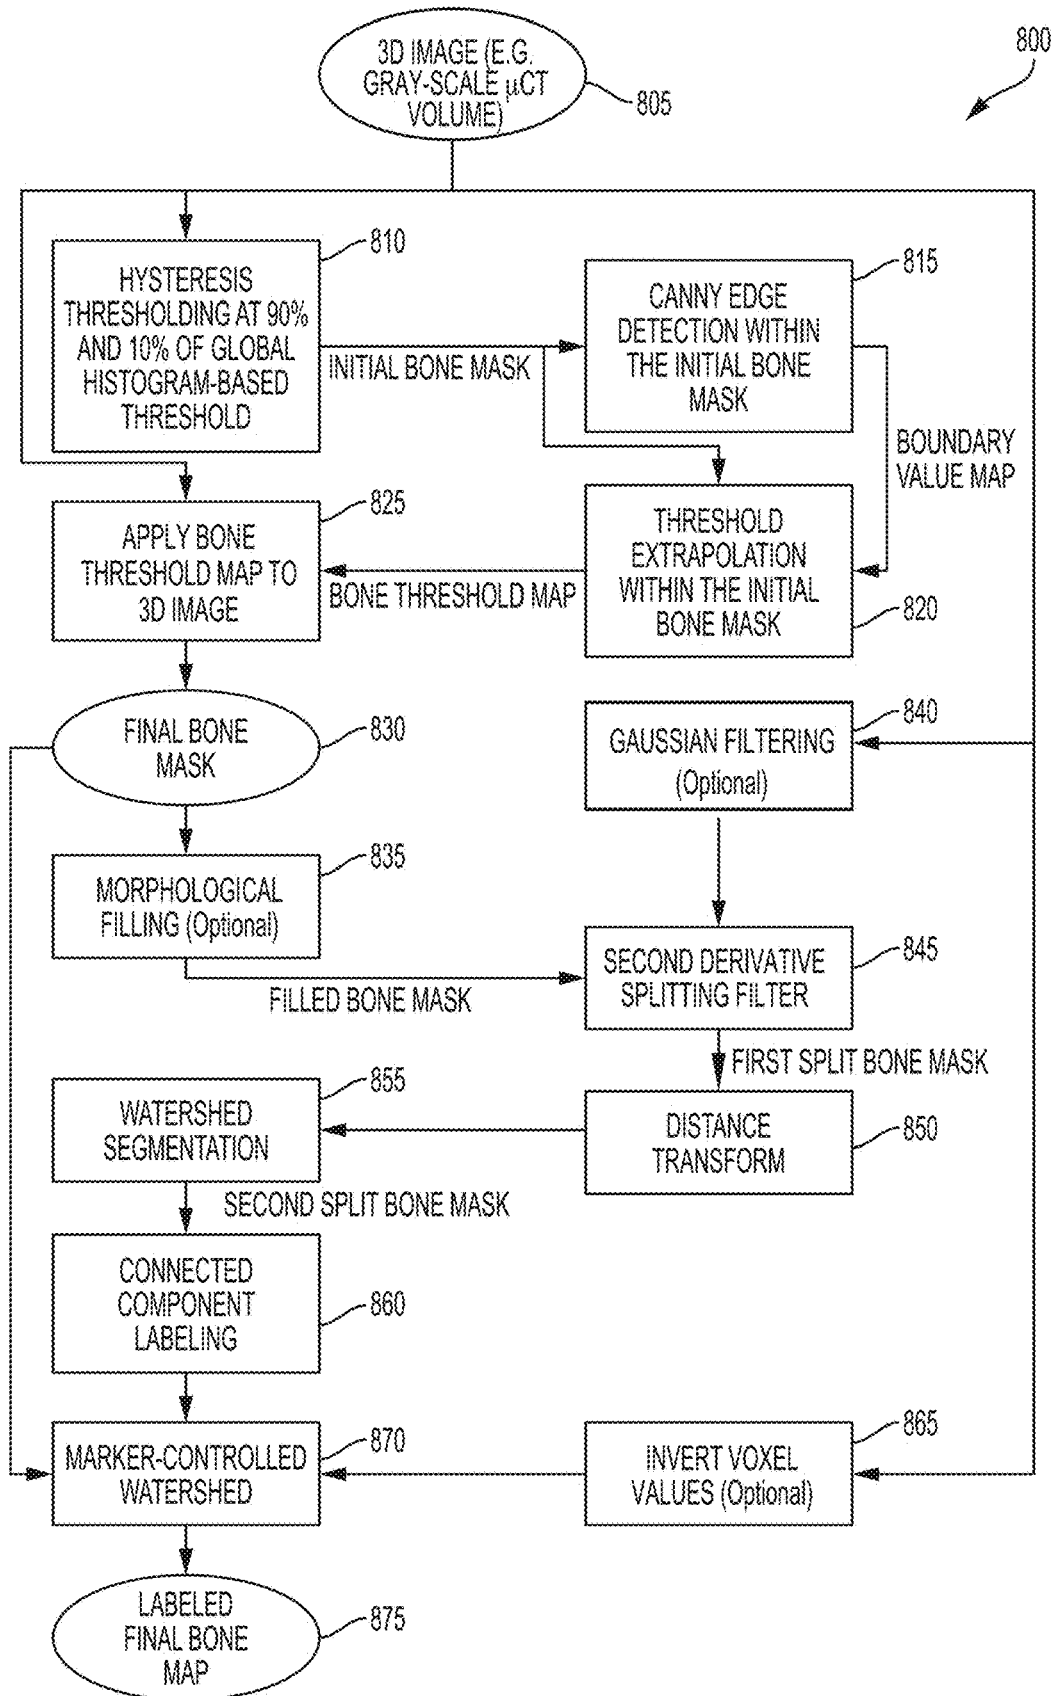 800
3D IMAGE (E.G.
GRAY-SCALE µCT
VOLUME)
805
810
HYSTERESIS
THRESHOLDING AT 90%
AND 10% OF GLOBAL
HISTOGRAM-BASED
THRESHOLD
INITIAL BONE MASK
815
CANNY EDGE
DETECTION WITHIN
THE INITIAL BONE
MASK
BOUNDARY
VALUE MAP
825
APPLY BONE
THRESHOLD MAP TO
3D IMAGE
BONE THRESHOLD MAP
THRESHOLD
EXTRAPOLATION
WITHIN THE INITIAL
BONE MASK
820
FINAL BONE
MASK
830
840
GAUSSIAN FILTERING
(Optional)
835
MORPHOLOGICAL
FILLING (Optional)
FILLED BONE MASK
845
SECOND DERIVATIVE
SPLITTING FILTER
FIRST SPLIT BONE MASK
855
WATERSHED
SEGMENTATION
DISTANCE
TRANSFORM
850
SECOND SPLIT BONE MASK
CONNECTED
COMPONENT
LABELING
860
870
MARKER-CONTROLLED
WATERSHED
865
INVERT VOXEL
VALUES (Optional)
LABELED
FINAL BONE
MAP
875